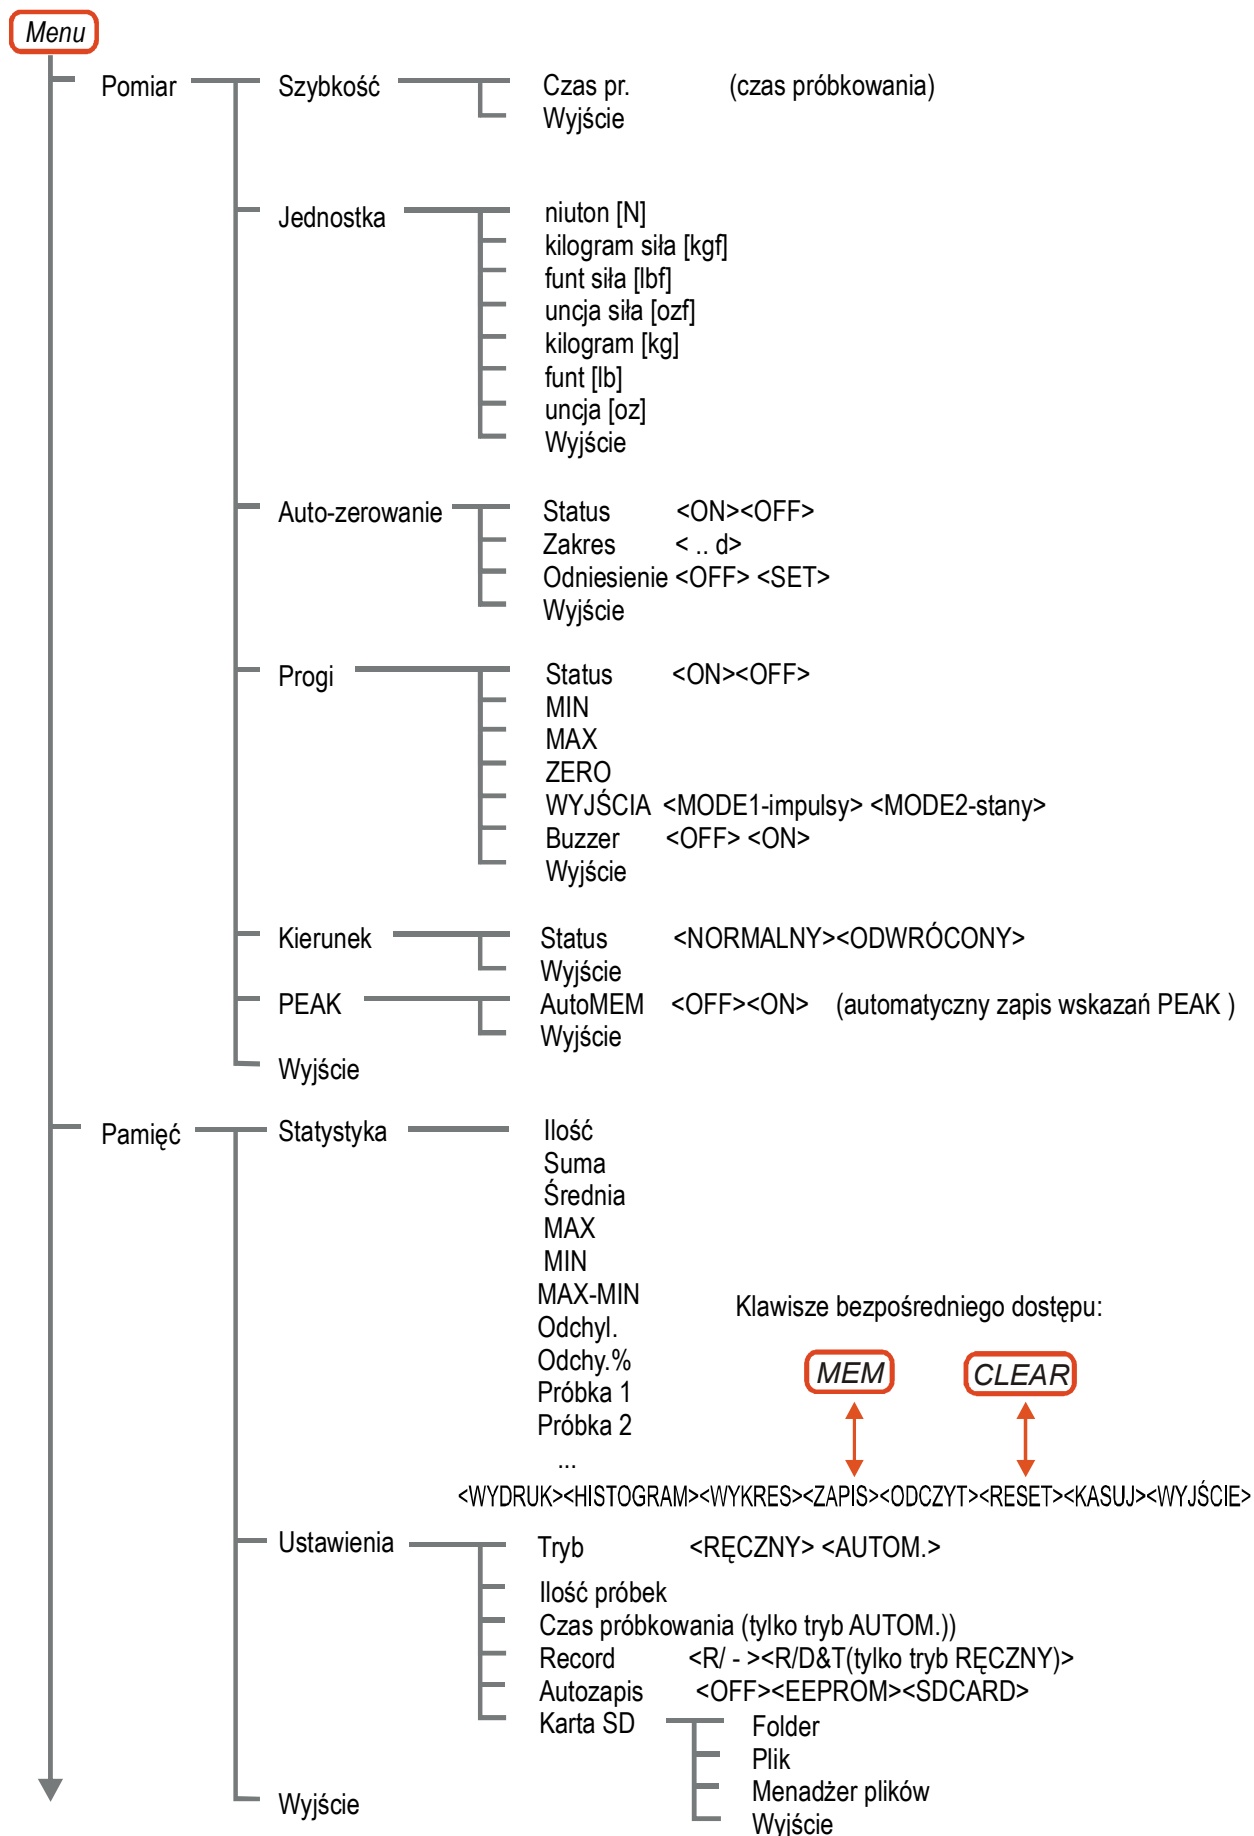 Menu
Pomiar Szybkość Czas pr. (czas próbkowania)
Wyjście
Jednostka niuton [N]
kilogram siła [kgf]
funt siła [lbf]
uncja siła [ozf]
kilogram [kg]
funt [lb]
uncja [oz]
Wyjście
Auto-zerowanie Status <ON><OFF>
Zakres < .. d>
Odniesienie <OFF> <SET>
Wyjście
Progi Status <ON><OFF>
MIN
MAX
ZERO
WYJŚCIA <MODE1-impulsy> <MODE2-stany>
Buzzer <OFF> <ON>
Wyjście
Kierunek Status <NORMALNY><ODWRÓCONY>
Wyjście
PEAK AutoMEM <OFF><ON> (automatyczny zapis wskazań PEAK )
Wyjście
Wyjście
Pamięć Statystyka Ilość
Suma
Średnia
MAX
MIN
MAX-MIN
Klawisze bezpośredniego dostępu:
Odchyl.
Odchy.%
MEM CLEAR
Próbka 1
Próbka 2
...
<WYDRUK><HISTOGRAM><WYKRES><ZAPIS><ODCZYT><RESET><KASUJ><WYJŚCIE>
Ustawienia Tryb <RĘCZNY> <AUTOM.>
Ilość próbek
Czas próbkowania (tylko tryb AUTOM.))
Record <R/ - ><R/D&T(tylko tryb RĘCZNY)>
Autozapis <OFF><EEPROM><SDCARD>
Karta SD Folder
Plik
Menadżer plików
Wyjście Wyjście